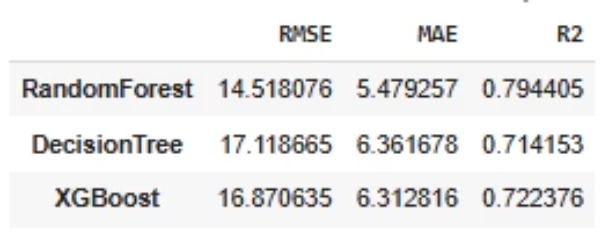 RMSE MAE R2
RandomForest 14.518076 5.479257 0.794405
DecisionTree 17.118665 6.361678 0.714153
XGBoost 16.870635 6.312816 0.722376